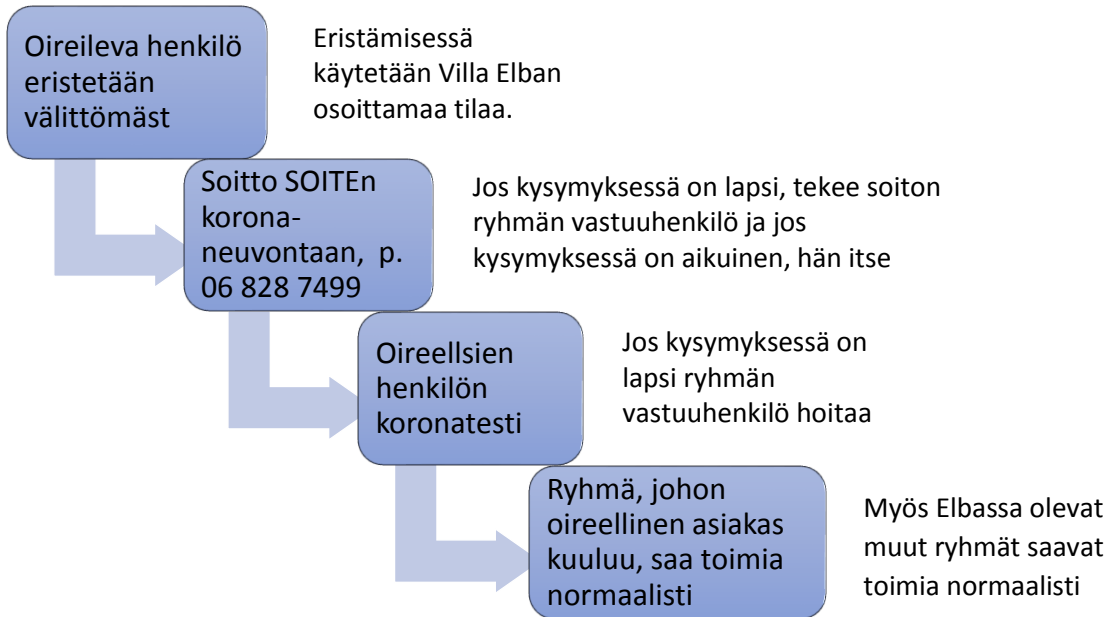 Oireileva henkilö
eristetään
välittömäst
Eristämisessä
käytetään Villa Elban
osoittamaa tilaa.
Soitto SOITEn
korona-
neuvontaan, p.
06 828 7499
Jos kysymyksessä on lapsi, tekee soiton
ryhmän vastuuhenkilö ja jos
kysymyksessä on aikuinen, hän itse
Oireellsien
henkilön
koronatesti
Jos kysymyksessä on
lapsi ryhmän
vastuuhenkilö hoitaa
Ryhmä, johon
oireellinen asiakas
kuuluu, saa toimia
normaalisti
Myös Elbassa olevat
muut ryhmät saavat
toimia normaalisti